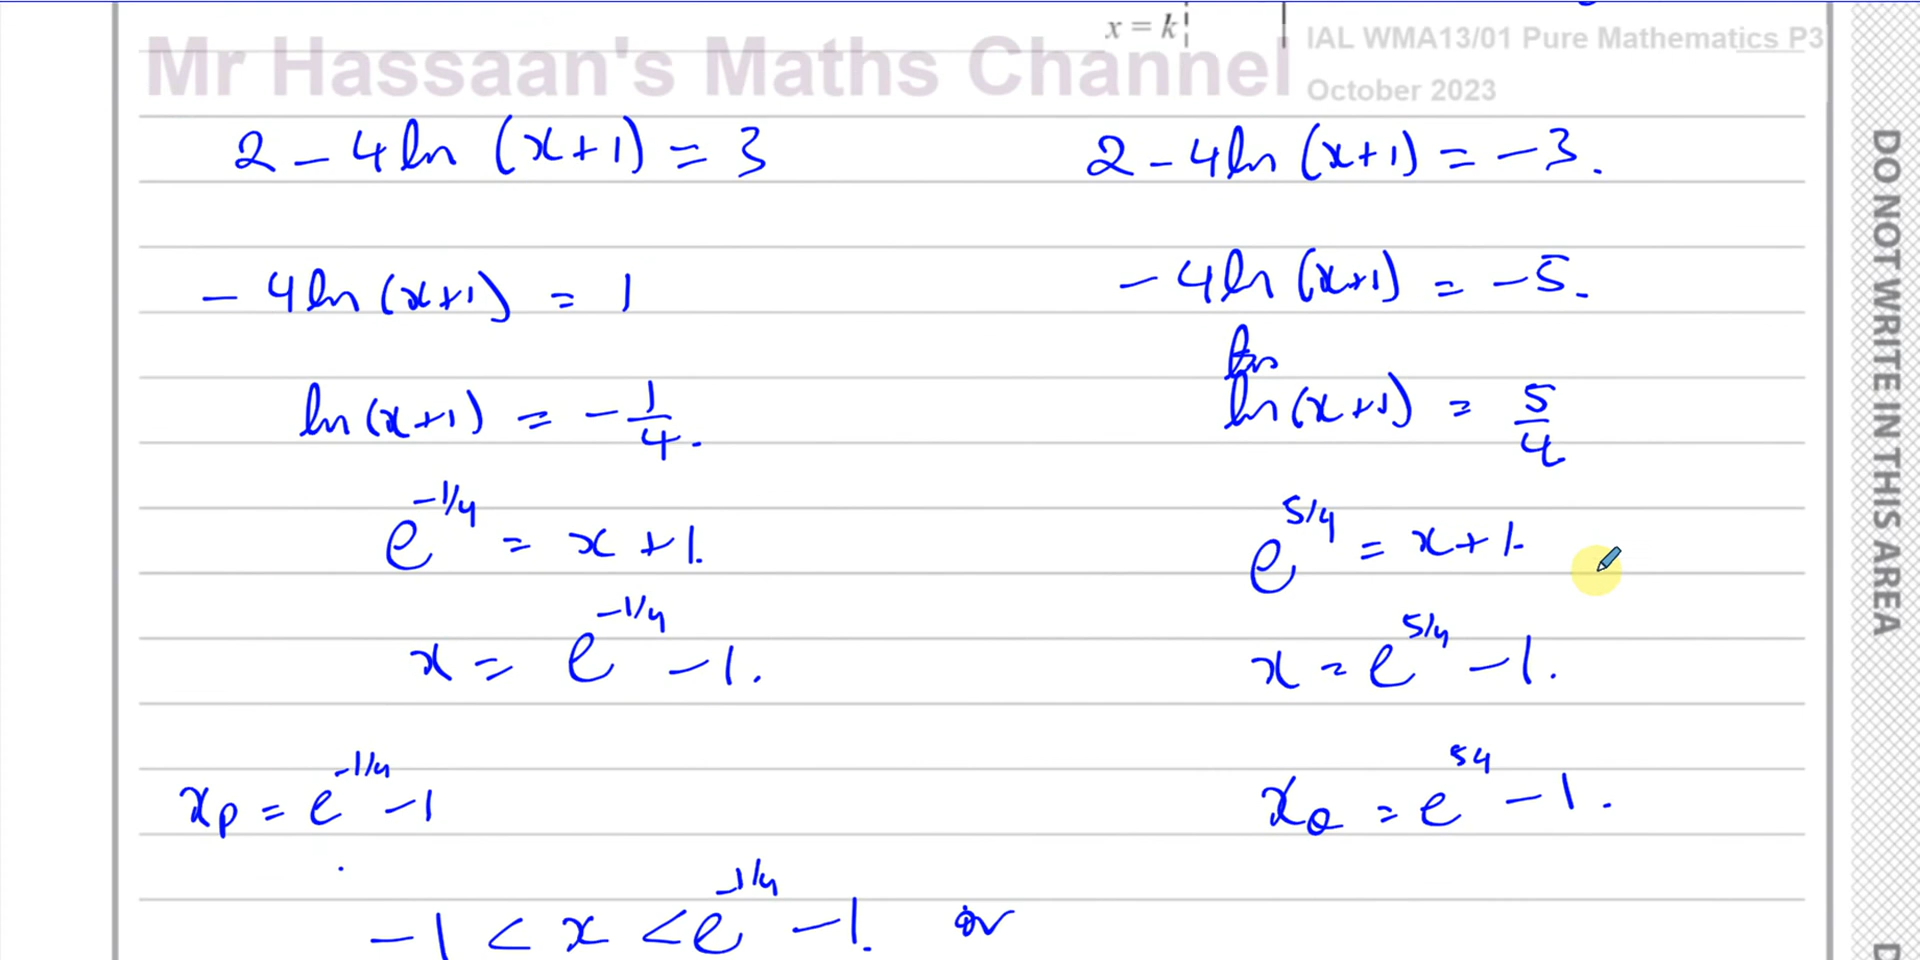 x = k
Mr Hassaan's Maths Channel
IAL WMA13/01 Pure Mathematics P3
October 2023
2 - 4ln (x+1) = 3
- 4ln (x+1) = 1
ln (x+1) = -1/4.
e^-1/4 = x + 1.
x = e^-1/4 - 1.
xP = e^-1/4 - 1
2 - 4ln (x+1) = -3.
- 4ln (x+1) = -5.
ln
ln (x+1) = 5/4
e^5/4 = x + 1.
x = e^5/4 - 1.
xQ = e^54 - 1.
-1 < x < e^-1/4 - 1. or
DO NOT WRITE IN THIS AREA
D